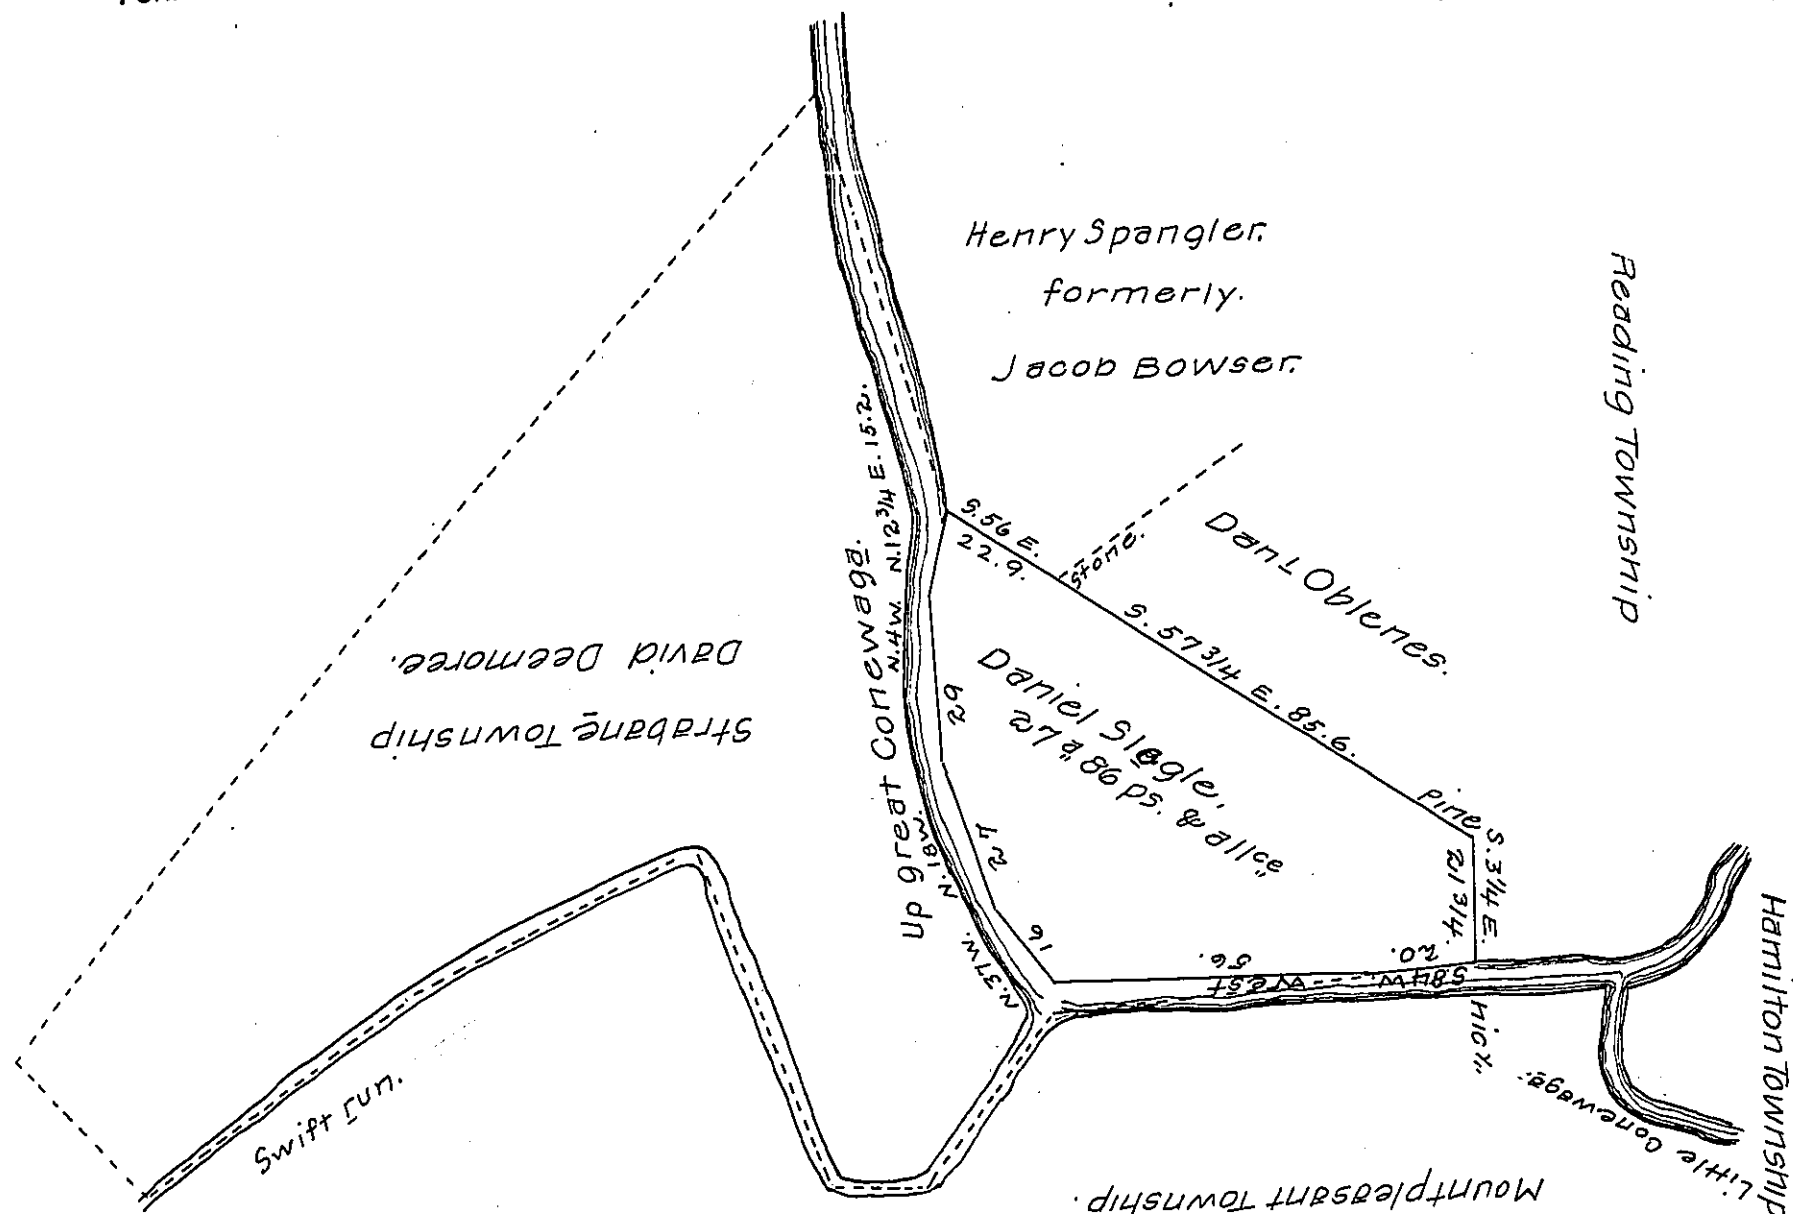 Henry Spangler.
formerly.
Jacob Bowser.
Reading Township
N. 12 3/4 E. 15.2.
N. 4 W.
Up great Conewaga.
S. 56 E.
22.9.
Stone.
Danl Oblenes.
S. 57 3/4 E. 85.6.
David Deemoree.
Strabane Township
29
Daniel Slagle.
27 a,, 86 ps. & allce
Pine
S. 3 1/4 E.
21 3/4.
N. 18 W.
27
N. 37 W.
16
56.
West
20.
S 84 W.
hick.
Swift run.
Little Conewaga.
Hamilton Township
Mountpleasant Township.